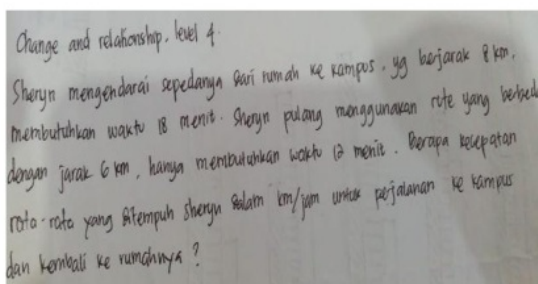 Change and relationship. level 4.
Sheryn mengendarai sepedanya dari rumah ke kampus. yg berjarak 8 km.
membutuhkan waktu 18 menit. Sheryn pulang menggunakan rute yang berbeda
dengan jarak 6 km, hanya membutuhkan waktu 12 menit. Berapa kecepatan
rata-rata yang ditempuh Sheryn dalam km/jam untuk perjalanan ke kampus
dan kembali ke rumahnya?